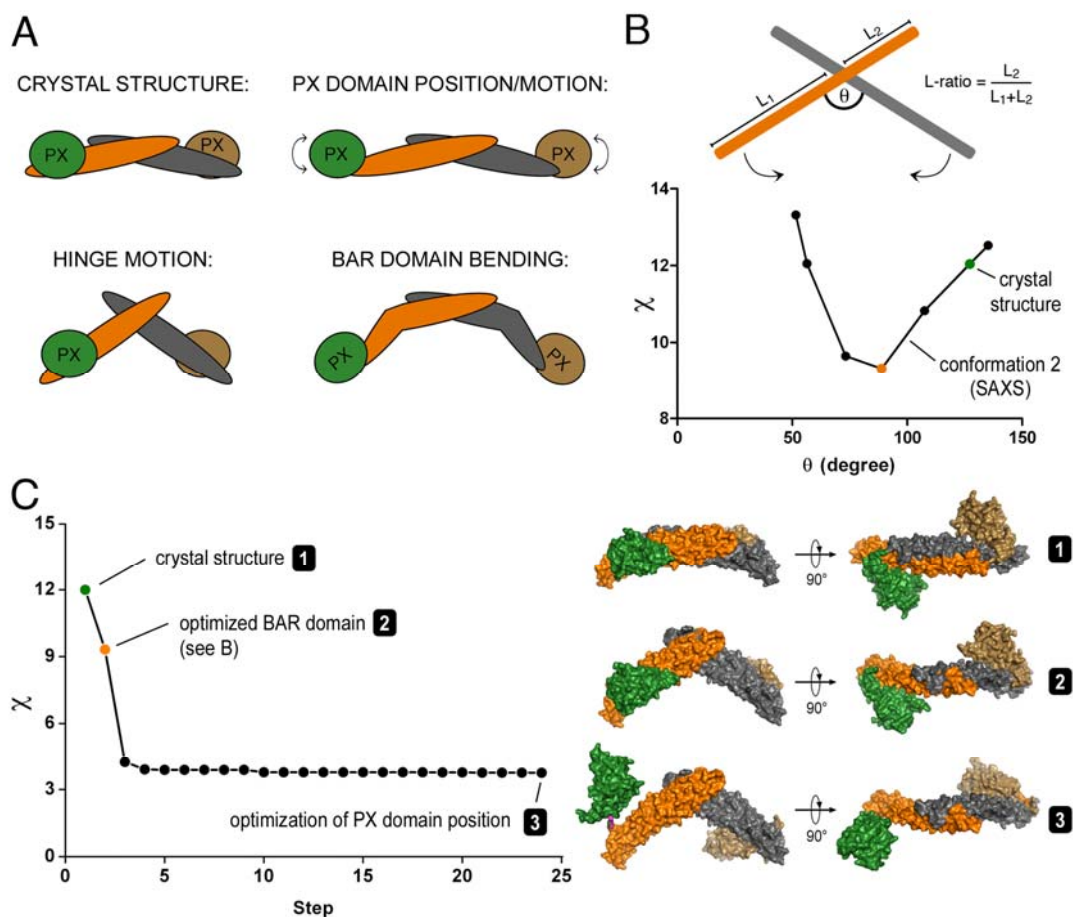 A
CRYSTAL STRUCTURE:
PX
PX
PX DOMAIN POSITION/MOTION:
PX
PX
HINGE MOTION:
PX
BAR DOMAIN BENDING:
PX
PX
B
L₁
L₂
θ
L-ratio = L₂
L₁+L₂
14
12
10
8
χ
0
50
100
150
θ (degree)
crystal
structure
conformation 2
(SAXS)
C
15
12
9
6
3
0
χ
0
5
10
15
20
25
Step
crystal structure 1
optimized BAR domain 2
(see B)
optimization of PX domain position 3
90°
1
90°
2
90°
3